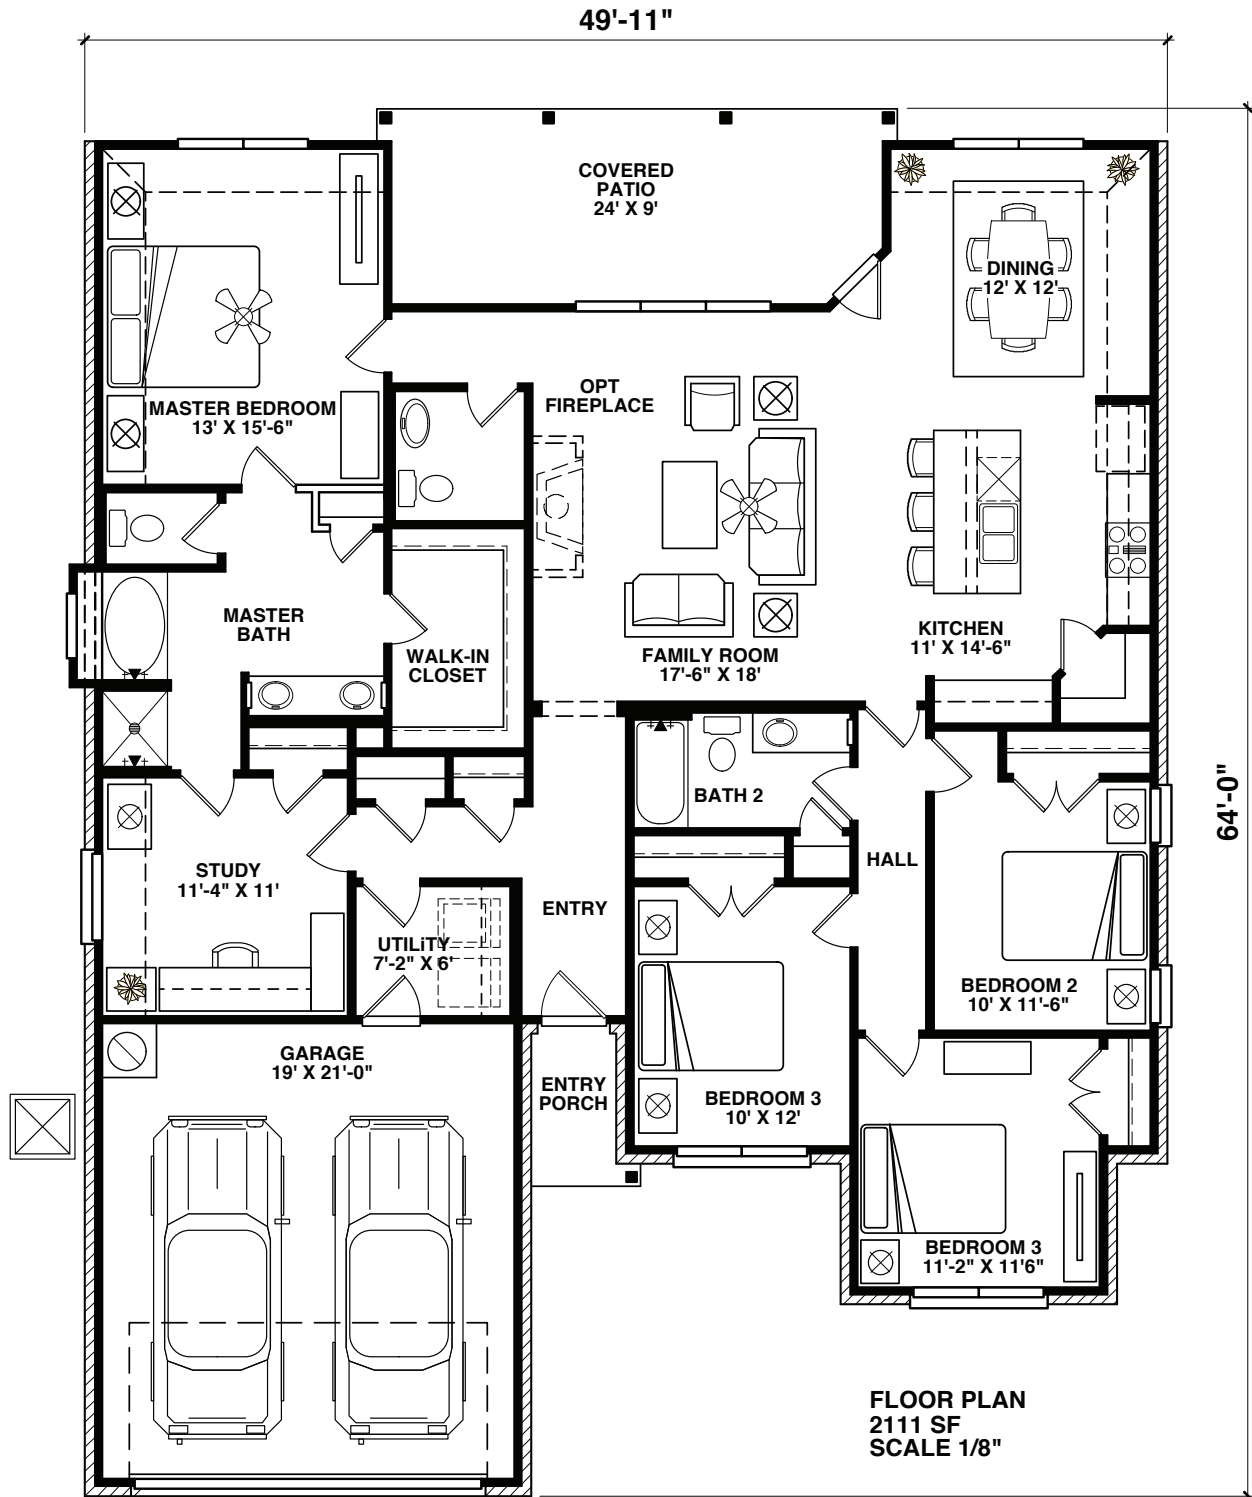 49'-11"
COVERED
PATIO
24' X 9'
DINING
12' X 12'
OPT
FIREPLACE
MASTER BEDROOM
13' X 15'-6"
MASTER
BATH
WALK-IN
CLOSET
FAMILY ROOM
17'-6" X 18'
KITCHEN
11' X 14'-6"
64'-0"
BATH 2
HALL
STUDY
11'-4" X 11'
ENTRY
UTILiTY
7'-2" X 6'
BEDROOM 2
10' X 11'-6"
GARAGE
19' X 21'-0"
ENTRY
PORCH
BEDROOM 3
10' X 12'
BEDROOM 3
11'-2" X 11'6"
FLOOR PLAN
2111 SF
SCALE 1/8"